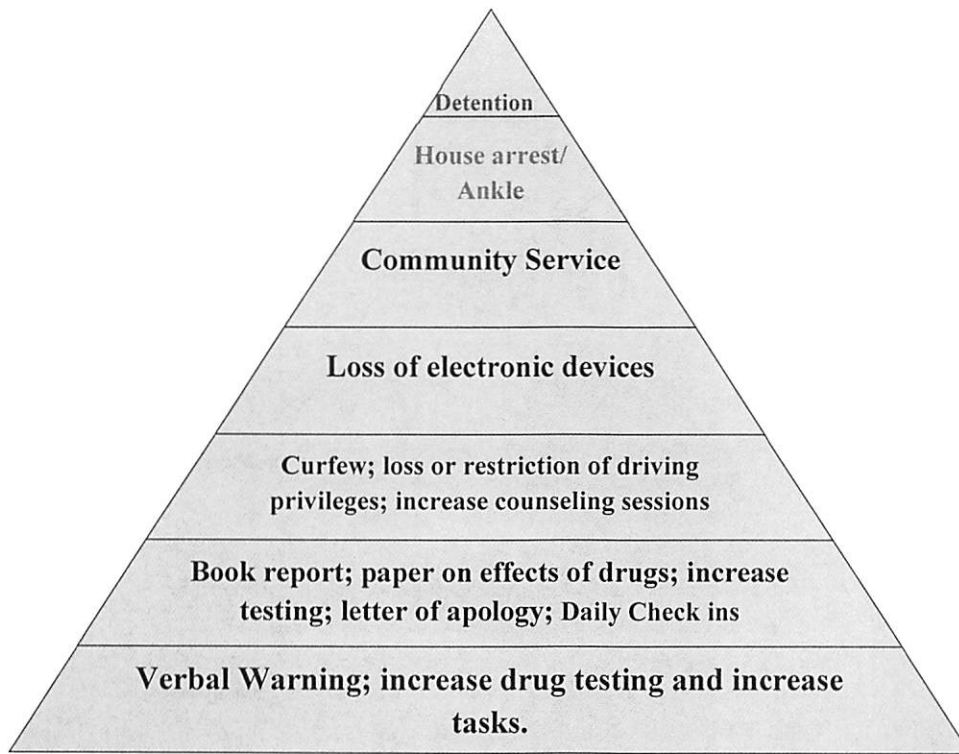 Detention
House arrest/
Ankle
Community Service
Loss of electronic devices
Curfew; loss or restriction of driving
privileges; increase counseling sessions
Book report; paper on effects of drugs; increase
testing; letter of apology; Daily Check ins
Verbal Warning; increase drug testing and increase
tasks.